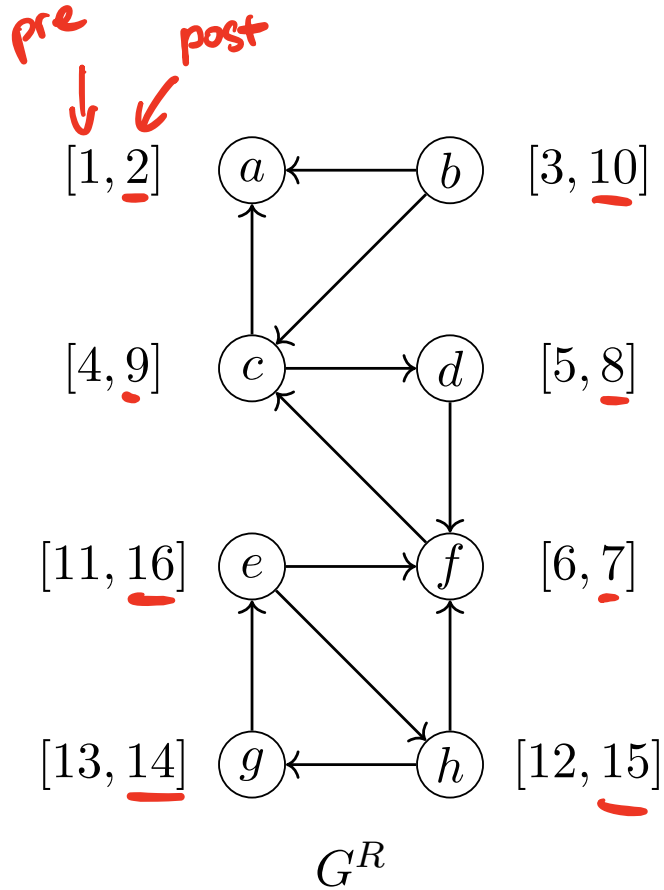 pre post
[1, 2] a b [3, 10]
[4, 9] c d [5, 8]
[11, 16] e f [6, 7]
[13, 14] g h [12, 15]
G^R